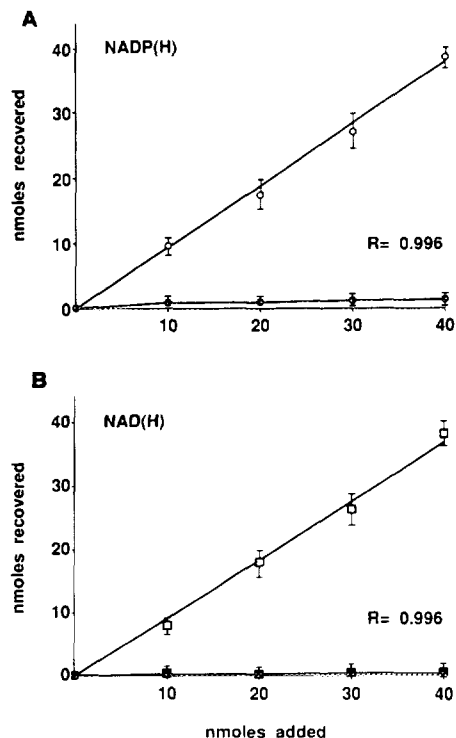 A
NADP(H)
nmoles recovered
40
30
20
10
0
R= 0.996
10 20 30 40
B
NAD(H)
nmoles recovered
40
30
20
10
0
R= 0.996
10 20 30 40
nmoles added